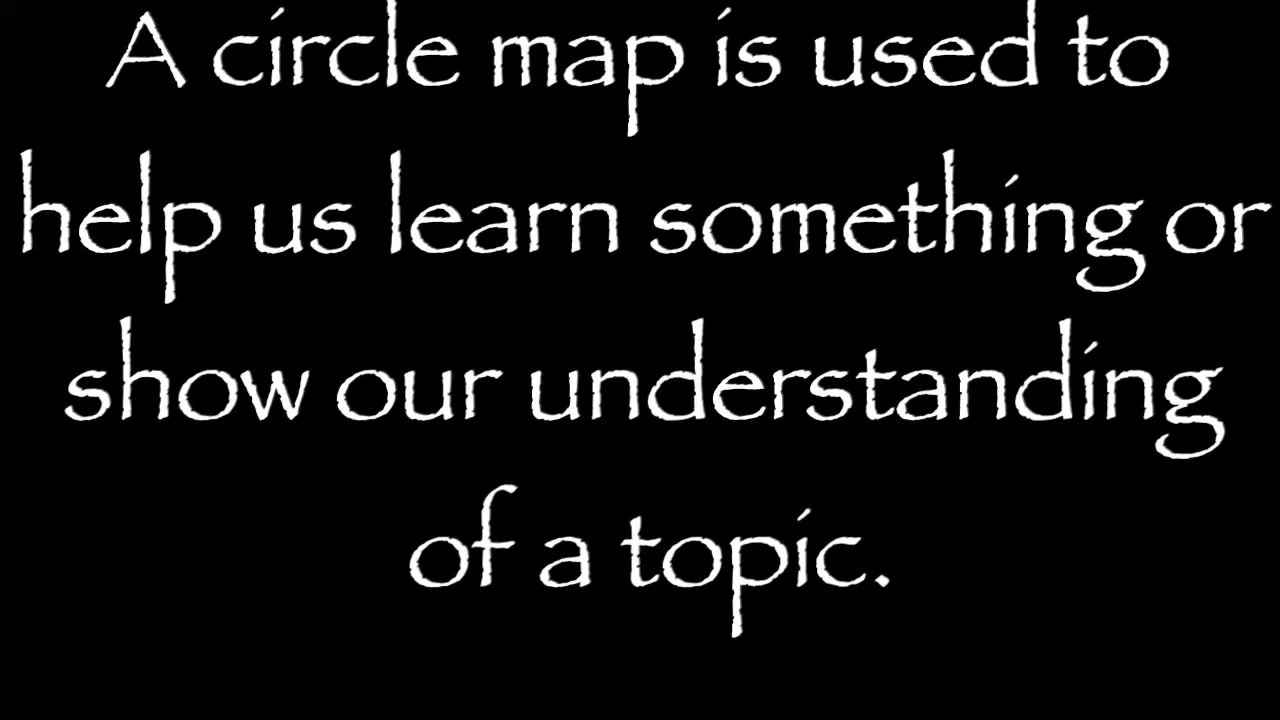 A circle map is used to
help us learn something or
show our understanding
of a topic.